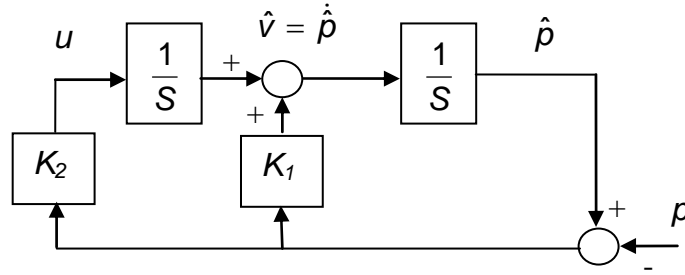 u
v̂ = ṗ̂
p̂
1/S
+
1/S
+
K₂
K₁
+
p
-